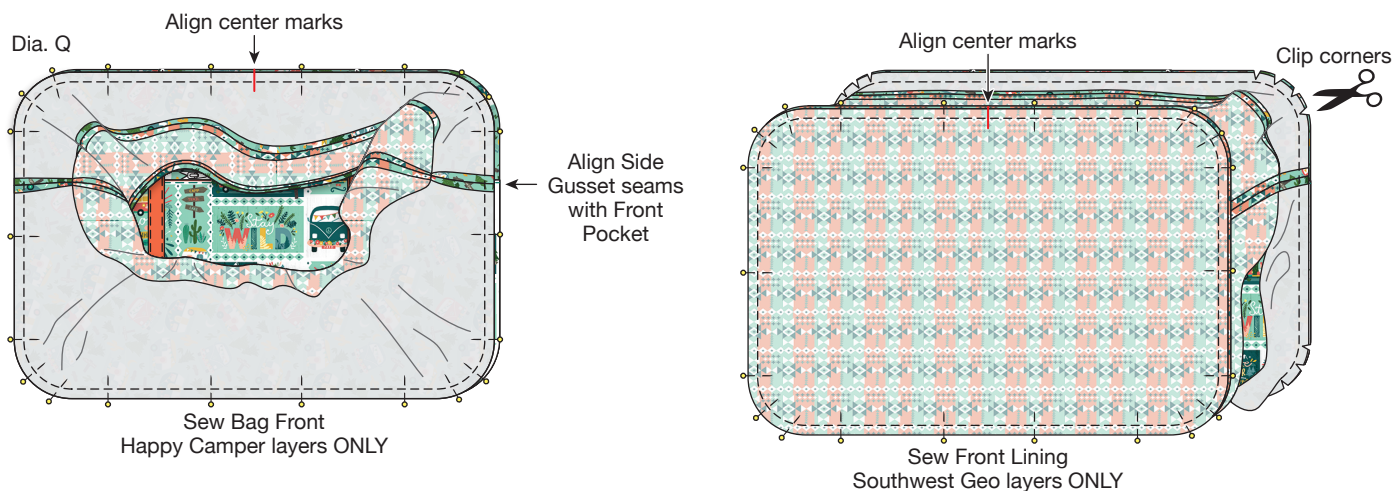 Dia. Q
Align center marks
Align Side
Gusset seams
with Front
Pocket
WILD
Sew Bag Front
Happy Camper layers ONLY
Align center marks
Clip corners
Sew Front Lining
Southwest Geo layers ONLY